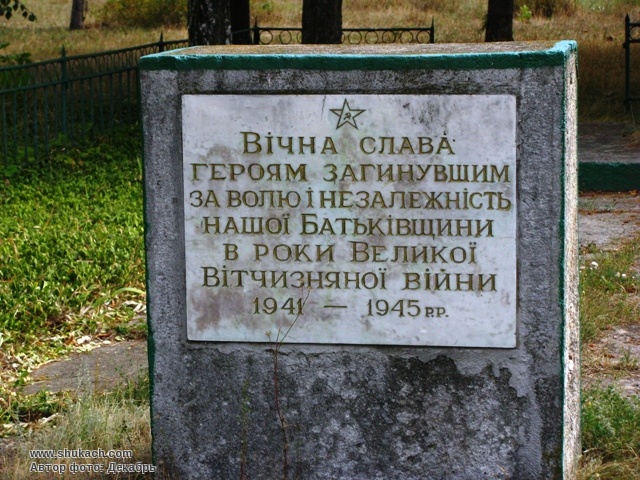 Вічна слава
героям загинувшим
за волю і незалежність
нашої Батьківщини
в роки Великої
Вітчизняної війни
1941 — 1945 р.р.
www.shukach.com
Автор фото: Декабрь